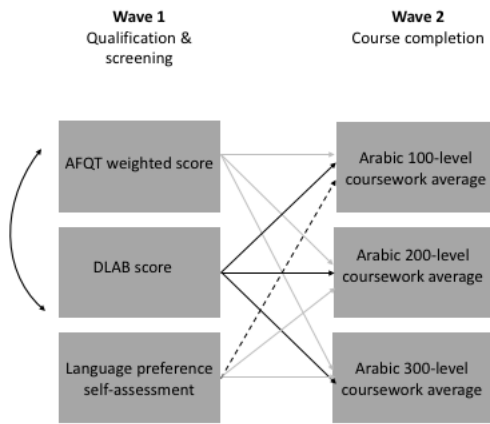 Wave 1
Qualification &
screening
Wave 2
Course completion
AFQT weighted score
DLAB score
Language preference
self-assessment
Arabic 100-level
coursework average
Arabic 200-level
coursework average
Arabic 300-level
coursework average